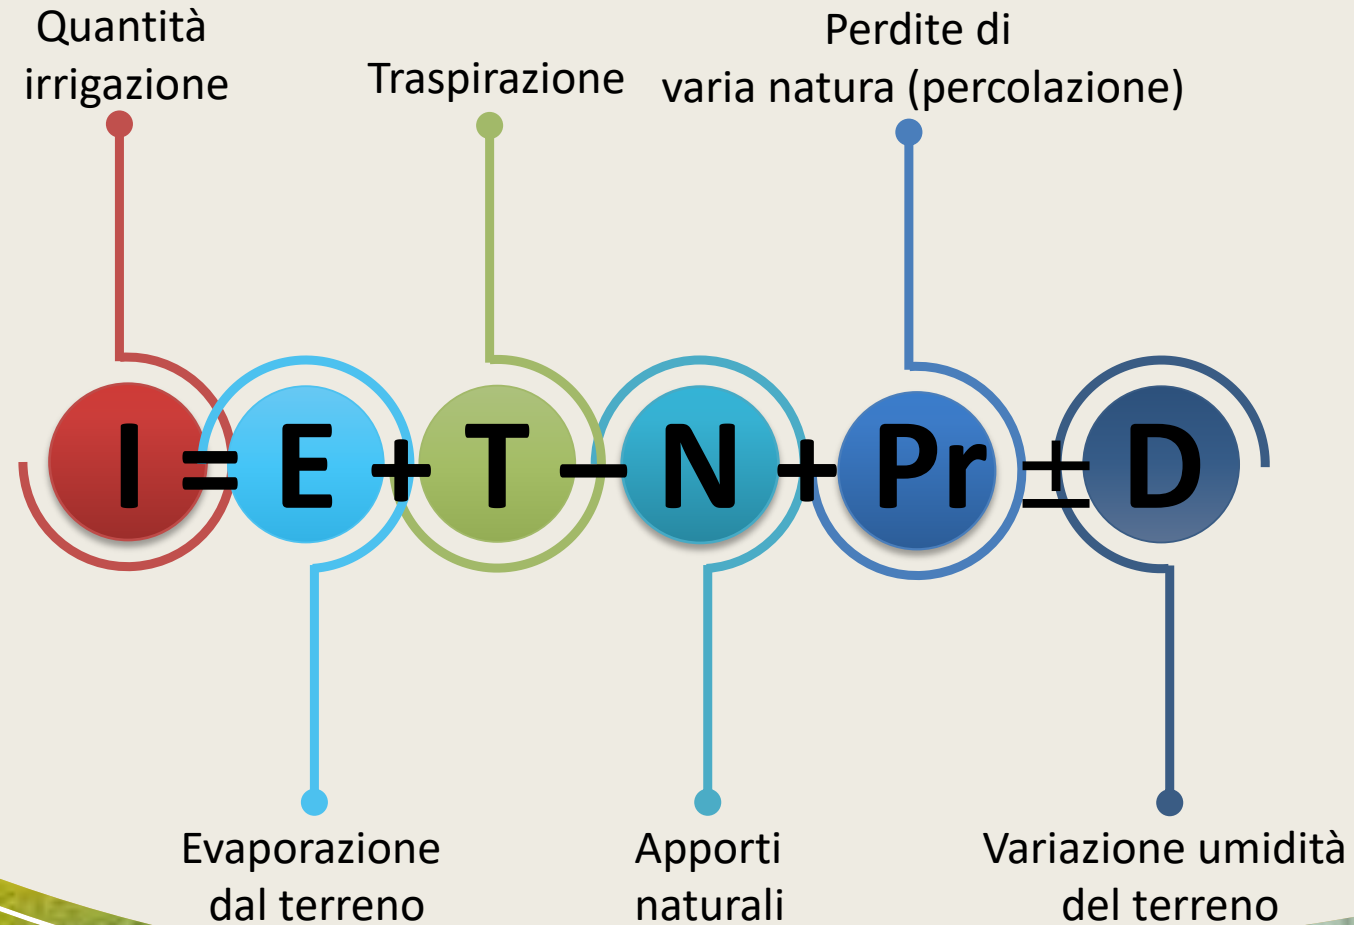 Quantità
irrigazione
Traspirazione
Perdite di
varia natura (percolazione)
I = E + T − N + Pr ± D
Evaporazione
dal terreno
Apporti
naturali
Variazione umidità
del terreno